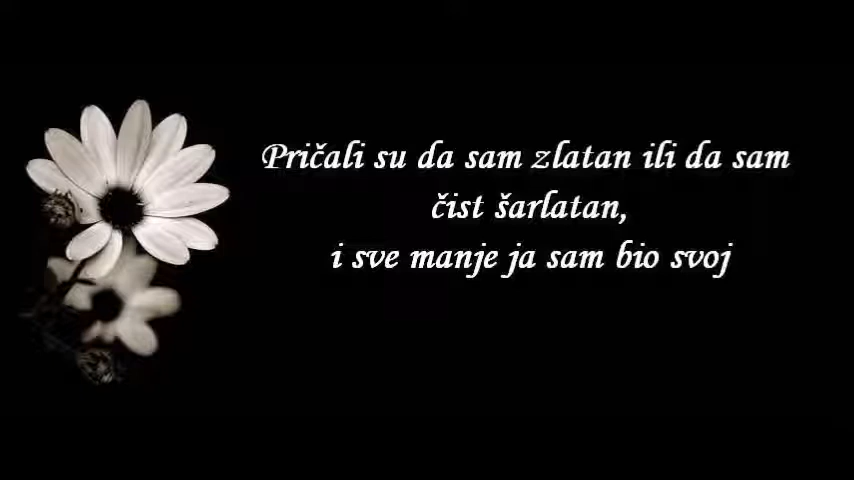 Pričali su da sam zlatan ili da sam
čist šarlatan,
i sve manje ja sam bio svoj